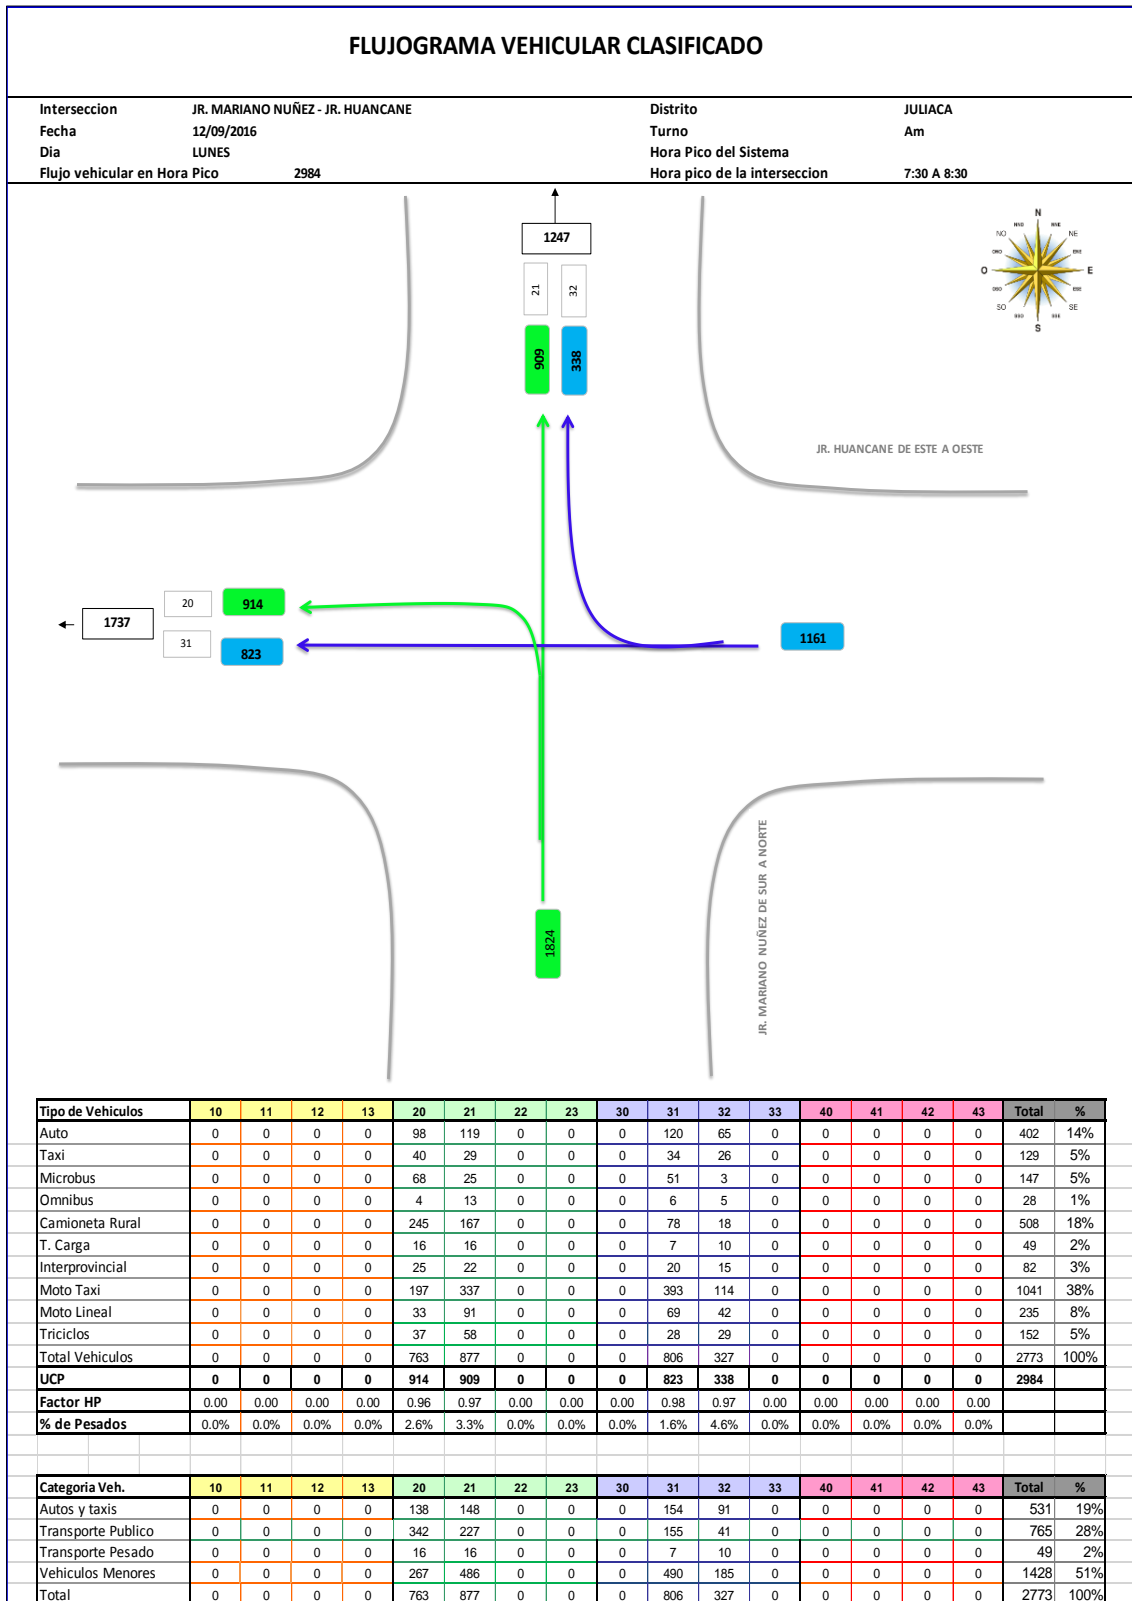 FLUJOGRAMA VEHICULAR CLASIFICADO
Interseccion JR. MARIANO NUÑEZ - JR. HUANCANE Distrito JULIACA
Fecha 12/09/2016 Turno Am
Dia LUNES Hora Pico del Sistema
Flujo vehicular en Hora Pico 2984 Hora pico de la interseccion 7:30 A 8:30
1247
21 32
909 338
N
NNO NNE
NO NE
ONO ENE
O E
OSO ESE
SO SE
S
JR. HUANCANE DE ESTE A OESTE
20 914
1737
31 823
1161
JR. MARIANO NUÑEZ DE SUR A NORTE
1824
Tipo de Vehiculos 10 11 12 13 20 21 22 23 30 31 32 33 40 41 42 43 Total %
Auto 0 0 0 0 98 119 0 0 0 120 65 0 0 0 0 0 402 14%
Taxi 0 0 0 0 40 29 0 0 0 34 26 0 0 0 0 0 129 5%
Microbus 0 0 0 0 68 25 0 0 0 51 3 0 0 0 0 0 147 5%
Omnibus 0 0 0 0 4 13 0 0 0 6 5 0 0 0 0 0 28 1%
Camioneta Rural 0 0 0 0 245 167 0 0 0 78 18 0 0 0 0 0 508 18%
T. Carga 0 0 0 0 16 16 0 0 0 7 10 0 0 0 0 0 49 2%
Interprovincial 0 0 0 0 25 22 0 0 0 20 15 0 0 0 0 0 82 3%
Moto Taxi 0 0 0 0 197 337 0 0 0 393 114 0 0 0 0 0 1041 38%
Moto Lineal 0 0 0 0 33 91 0 0 0 69 42 0 0 0 0 0 235 8%
Triciclos 0 0 0 0 37 58 0 0 0 28 29 0 0 0 0 0 152 5%
Total Vehiculos 0 0 0 0 763 877 0 0 0 806 327 0 0 0 0 0 2773 100%
UCP 0 0 0 0 914 909 0 0 0 823 338 0 0 0 0 0 2984
Factor HP 0.00 0.00 0.00 0.00 0.96 0.97 0.00 0.00 0.00 0.98 0.97 0.00 0.00 0.00 0.00 0.00
% de Pesados 0.0% 0.0% 0.0% 0.0% 2.6% 3.3% 0.0% 0.0% 0.0% 1.6% 4.6% 0.0% 0.0% 0.0% 0.0% 0.0%
Categoria Veh. 10 11 12 13 20 21 22 23 30 31 32 33 40 41 42 43 Total %
Autos y taxis 0 0 0 0 138 148 0 0 0 154 91 0 0 0 0 0 531 19%
Transporte Publico 0 0 0 0 342 227 0 0 0 155 41 0 0 0 0 0 765 28%
Transporte Pesado 0 0 0 0 16 16 0 0 0 7 10 0 0 0 0 0 49 2%
Vehiculos Menores 0 0 0 0 267 486 0 0 0 490 185 0 0 0 0 0 1428 51%
Total 0 0 0 0 763 877 0 0 0 806 327 0 0 0 0 0 2773 100%